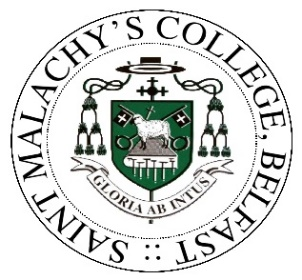 SAINT MALACHY'S COLLEGE, BELFAST ::
GLORIA AB INTUS